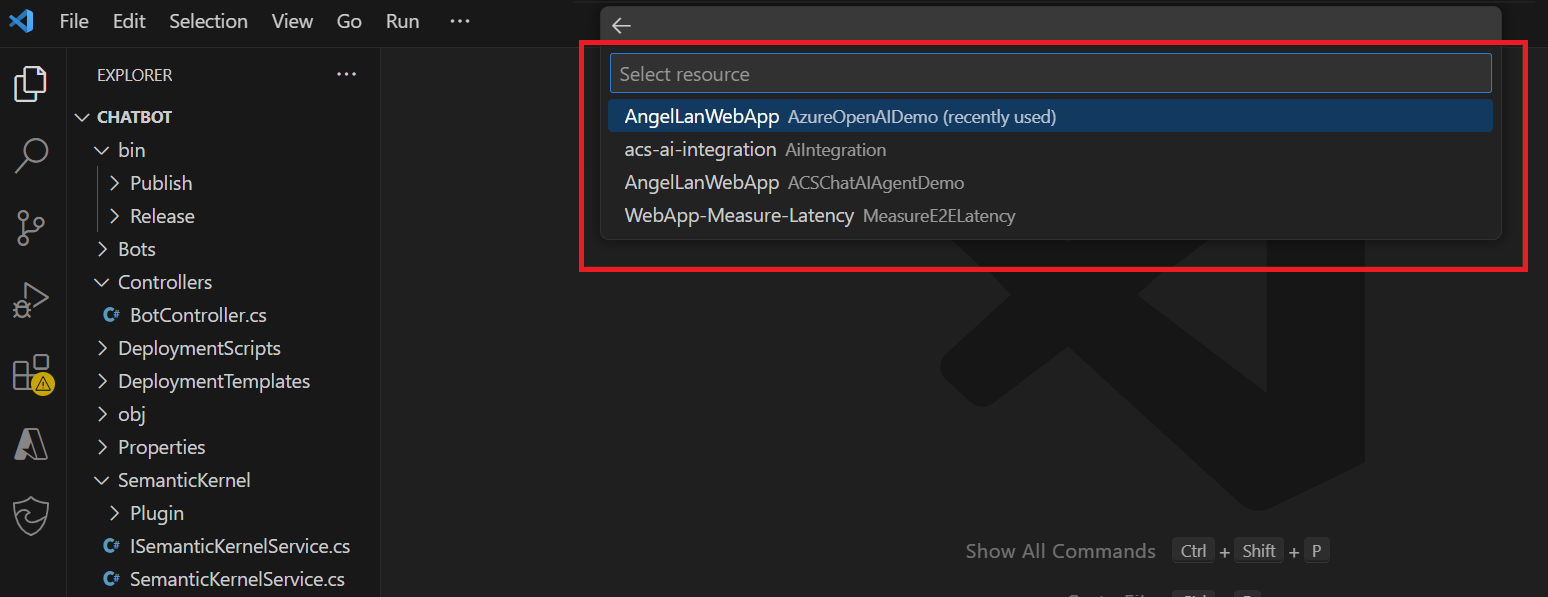 File Edit Selection View Go Run ...
EXPLORER ...
CHATBOT
bin
Publish
Release
Bots
Controllers
C# BotController.cs
DeploymentScripts
DeploymentTemplates
obj
Properties
SemanticKernel
Plugin
C# ISemanticKernelService.cs
C# SemanticKernelService.cs
Select resource
AngelLanWebApp AzureOpenAIDemo (recently used)
acs-ai-integration AiIntegration
AngelLanWebApp ACSChatAIAgentDemo
WebApp-Measure-Latency MeasureE2ELatency
Show All Commands Ctrl + Shift + P